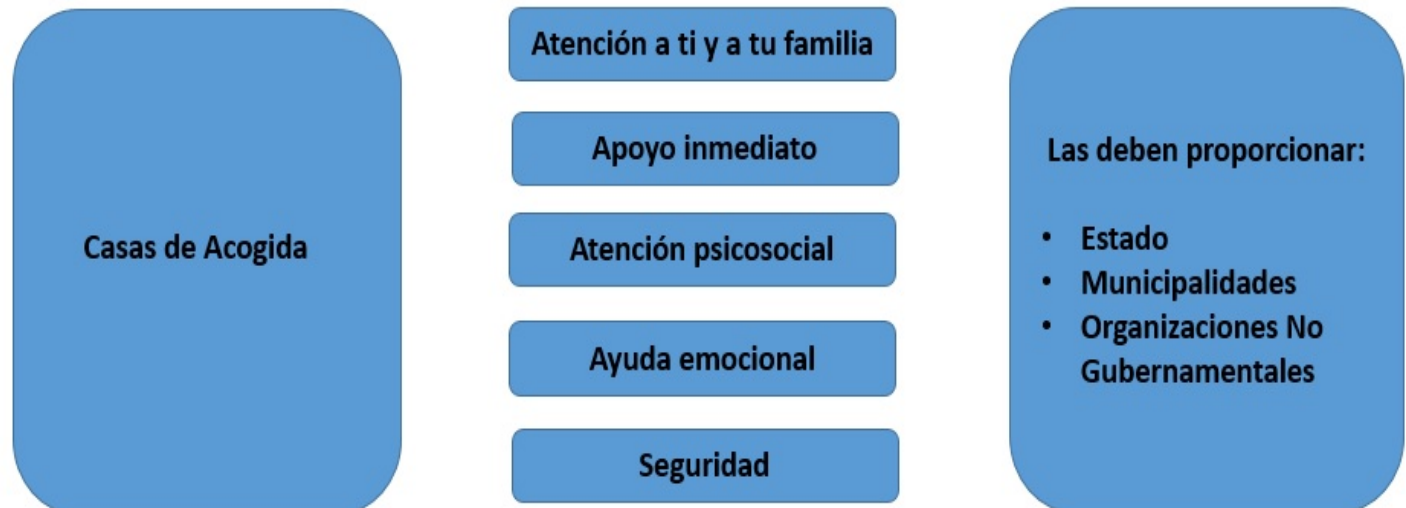 Casas de Acogida
Atención a ti y a tu familia
Apoyo inmediato
Atención psicosocial
Ayuda emocional
Seguridad
Las deben proporcionar:
• Estado
• Municipalidades
• Organizaciones No
Gubernamentales